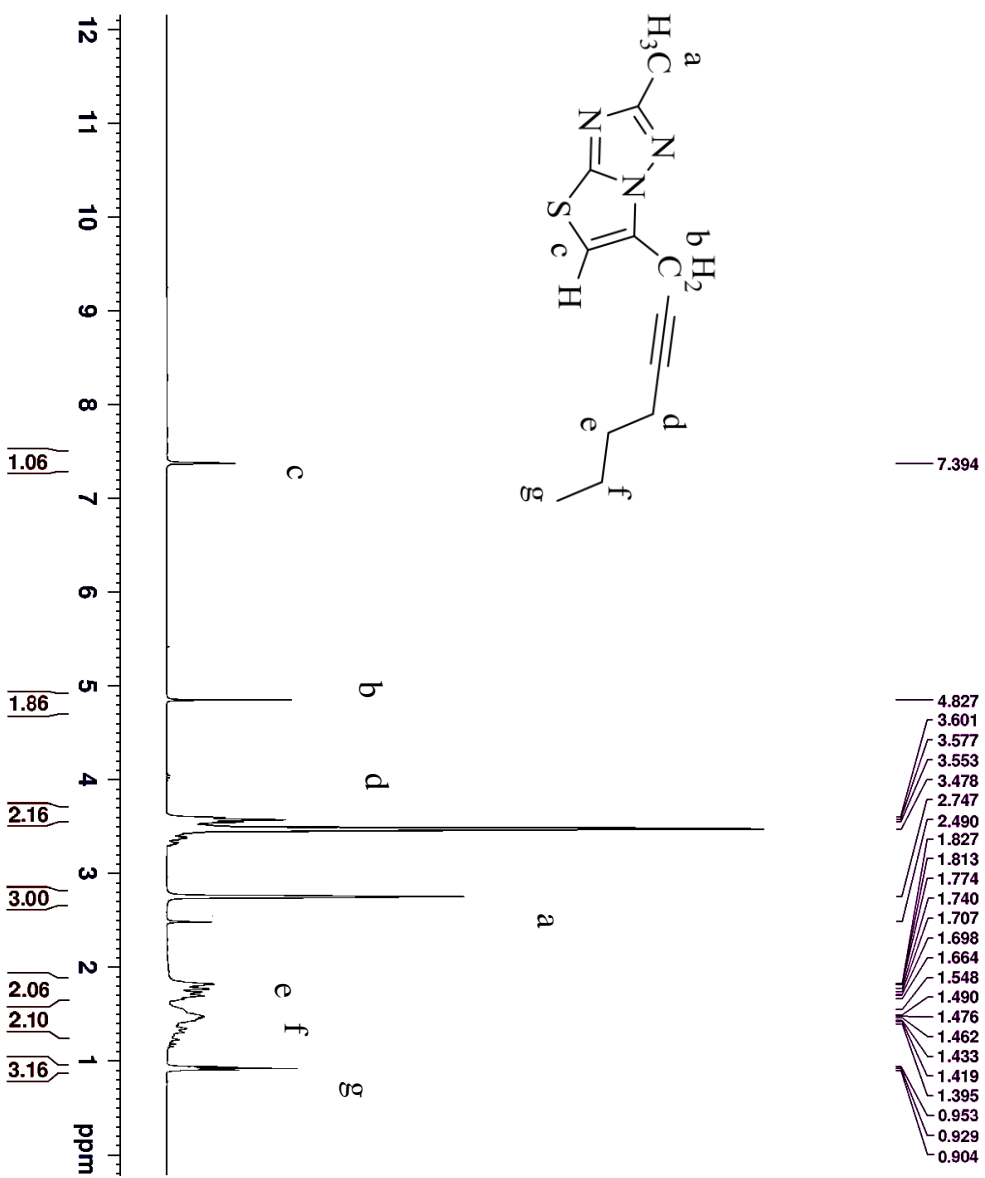 7.394
4.827
3.601
3.577
3.553
3.478
2.747
2.490
1.827
1.813
1.774
1.740
1.707
1.698
1.664
1.548
1.490
1.476
1.462
1.433
1.419
1.395
0.953
0.929
0.904
a
H3C
N
N
N
S
c
H
b H2
C
d
e
f
g
c
b
d
a
e
f
g
12 11 10 9 8 7 6 5 4 3 2 1 ppm
1.06
1.86
2.16
3.00
2.06
2.10
3.16